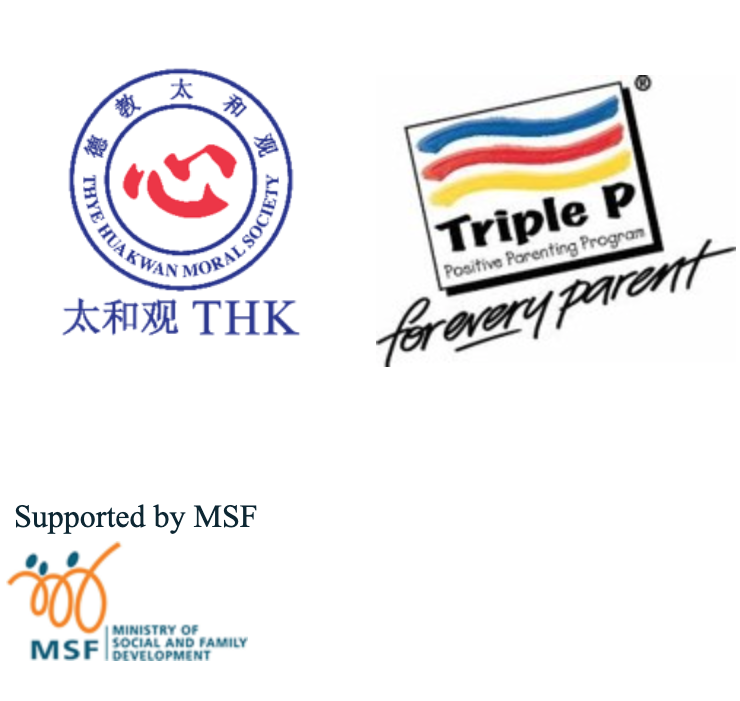 德教太和观
THYE HUA KWAN MORAL SOCIETY
太和观 THK
®
Triple P
Positive Parenting Program
for every parent
Supported by MSF
MSF
MINISTRY OF
SOCIAL AND FAMILY
DEVELOPMENT